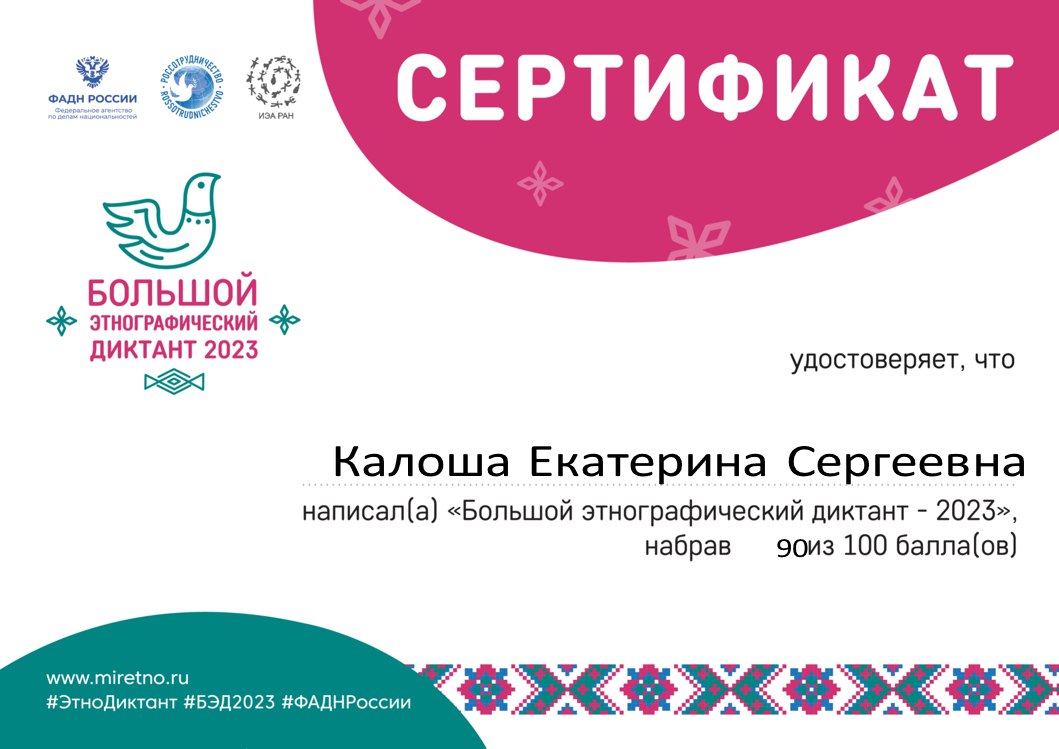 СЕРТИФИКАТ
ФАДН РОССИИ
Федеральное агентство
по делам национальностей
РОССОТРУДНИЧЕСТВО
ROSSOTRUDNICHESTVO
ИЭА РАН
БОЛЬШОЙ
ЭТНОГРАФИЧЕСКИЙ
ДИКТАНТ 2023
удостоверяет, что
Калоша Екатерина Сергеевна
написал(а) «Большой этнографический диктант - 2023»,
набрав 90из 100 балла(ов)
www.miretno.ru
#ЭтноДиктант #БЭД2023 #ФАДНРоссии